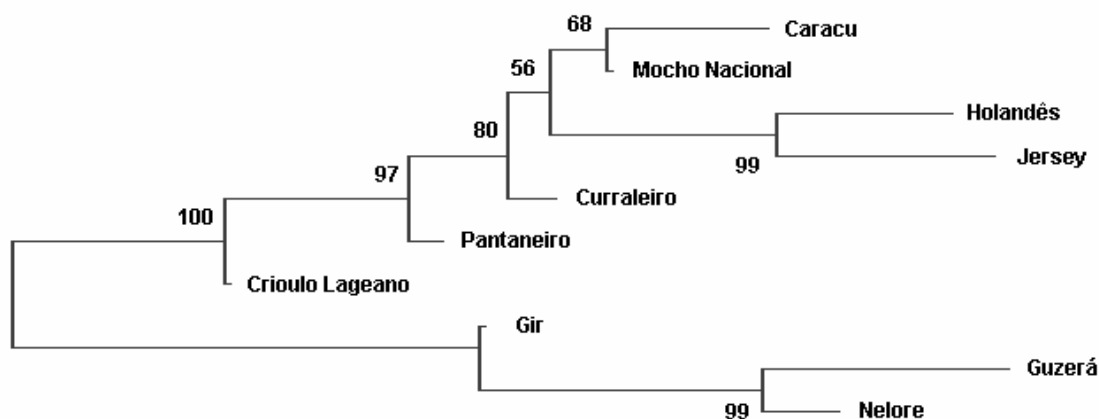 68
Caracu
56
Mocho Nacional
Holandês
80
99
Jersey
97
Curraleiro
100
Pantaneiro
Crioulo Lageano
Gir
Guzerá
99
Nelore